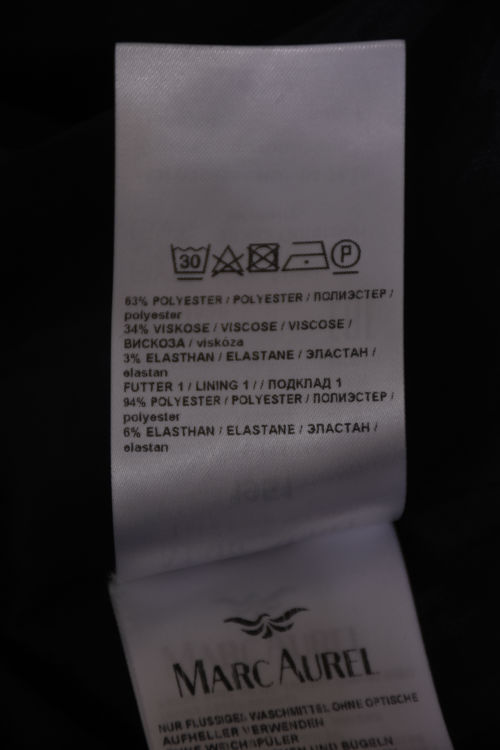 30 P
63% POLYESTER / POLYESTER / ПОЛИЭСТЕР /
polyester
34% VISKOSE / VISCOSE / VISCOSE /
ВИСКОЗА / viskóza
3% ELASTHAN / ELASTANE / ЭЛАСТАН /
elastan
FUTTER 1 / LINING 1 / / ПОДКЛАД 1
94% POLYESTER / POLYESTER / ПОЛИЭСТЕР /
polyester
6% ELASTHAN / ELASTANE / ЭЛАСТАН /
elastan
MARC AUREL
NUR FLÜSSIGES WASCHMITTEL OHNE OPTISCHE
AUFHELLER VERWENDEN
UND BÜGELN